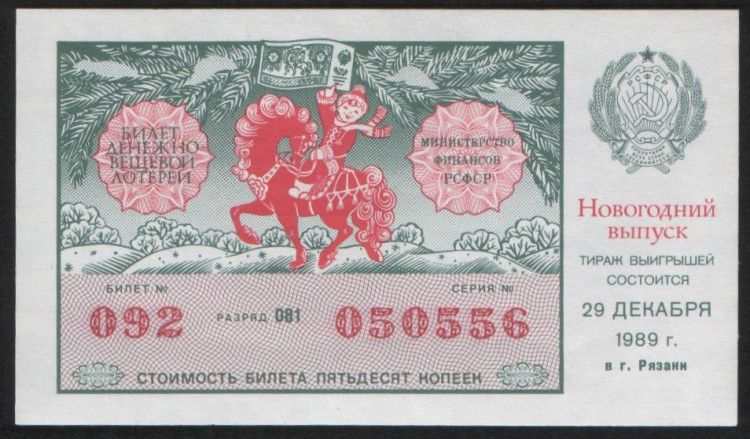 БИЛЕТ
ДЕНЕЖНО-
ВЕЩЕВОЙ
ЛОТЕРЕИ
МИНИСТЕРСТВО
ФИНАНСОВ
РСФСР
БИЛЕТ №
092
РАЗРЯД 081
СЕРИЯ №
050556
СТОИМОСТЬ БИЛЕТА ПЯТЬДЕСЯТ КОПЕЕК
РСФСР
Новогодний
выпуск
ТИРАЖ ВЫИГРЫШЕЙ
СОСТОИТСЯ
29 ДЕКАБРЯ
1989 г.
в г. Рязани